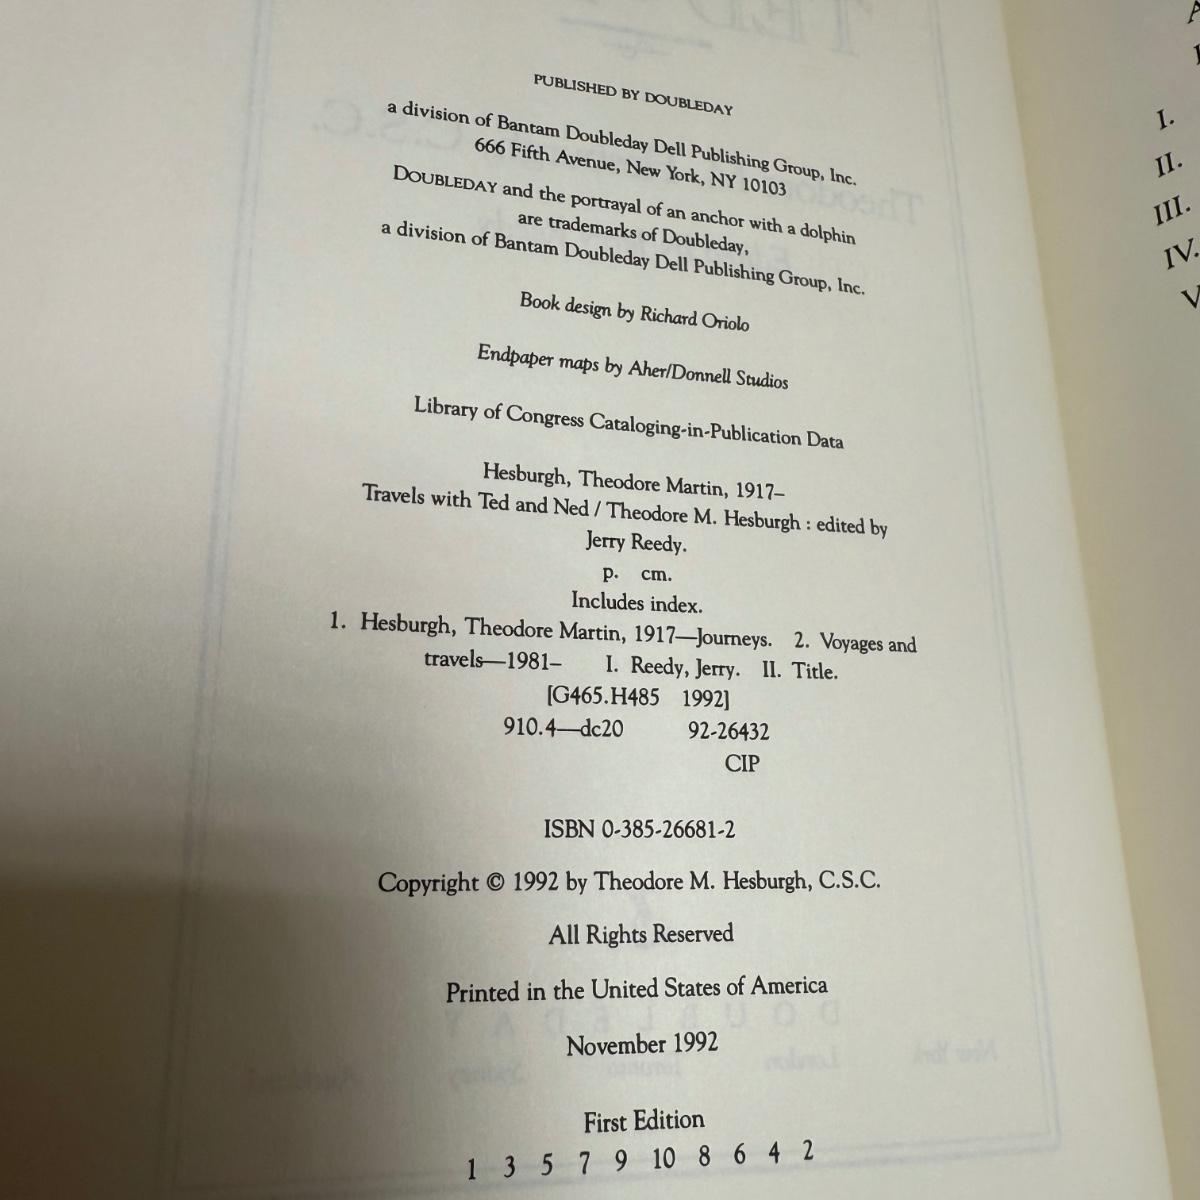 PUBLISHED BY DOUBLEDAY
a division of Bantam Doubleday Dell Publishing Group, Inc.
666 Fifth Avenue, New York, NY 10103
DOUBLEDAY and the portrayal of an anchor with a dolphin
are trademarks of Doubleday,
a division of Bantam Doubleday Dell Publishing Group, Inc.
Book design by Richard Oriolo
Endpaper maps by Aher/Donnell Studios
Library of Congress Cataloging-in-Publication Data
Hesburgh, Theodore Martin, 1917–
Travels with Ted and Ned / Theodore M. Hesburgh : edited by
Jerry Reedy.
p. cm.
Includes index.
1. Hesburgh, Theodore Martin, 1917—Journeys. 2. Voyages and
travels—1981– I. Reedy, Jerry. II. Title.
[G465.H485 1992]
910.4—dc20 92-26432
CIP
ISBN 0-385-26681-2
Copyright © 1992 by Theodore M. Hesburgh, C.S.C.
All Rights Reserved
Printed in the United States of America
November 1992
First Edition
1 3 5 7 9 10 8 6 4 2
I.
II.
III.
IV.